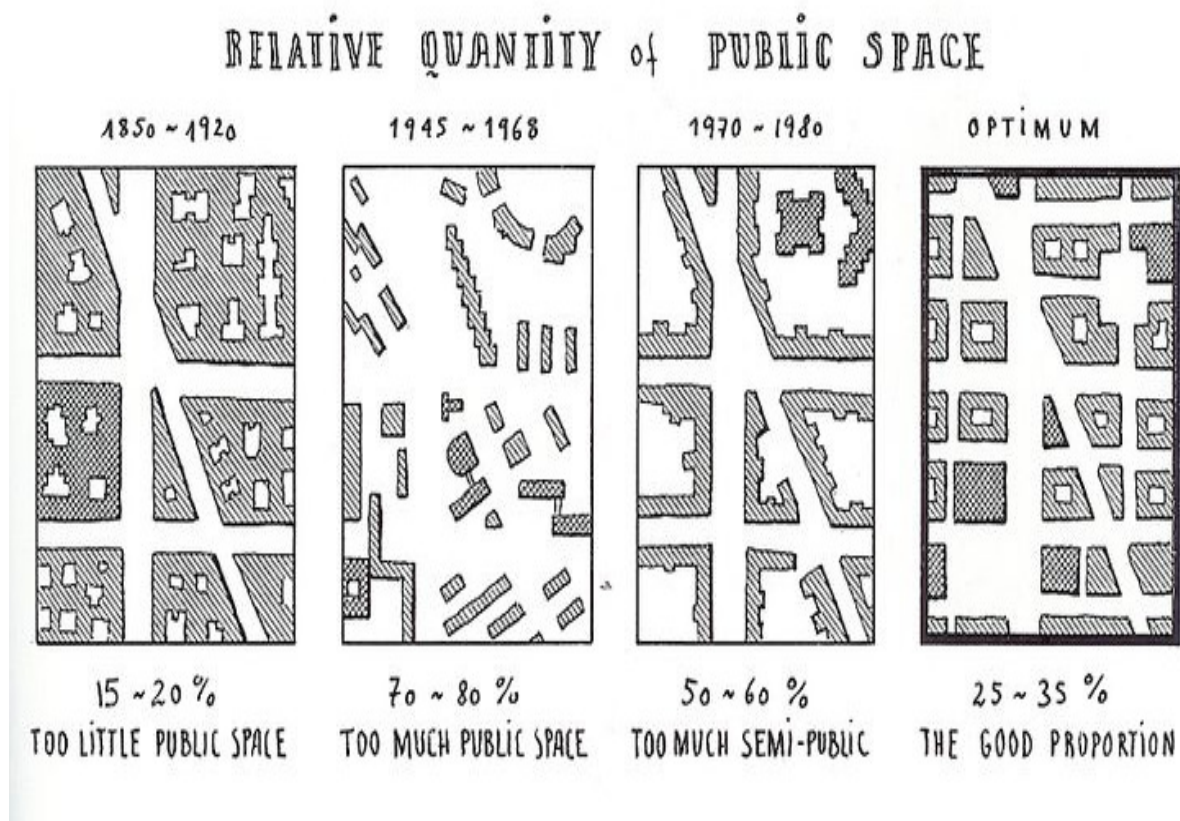 RELATIVE QUANTITY of PUBLIC SPACE
1850 ~ 1920
1945 ~ 1968
1970 ~ 1980
OPTIMUM
15 ~ 20 %
70 ~ 80 %
50 ~ 60 %
25 ~ 35 %
TOO LITTLE PUBLIC SPACE
TOO MUCH PUBLIC SPACE
TOO MUCH SEMI-PUBLIC
THE GOOD PROPORTION